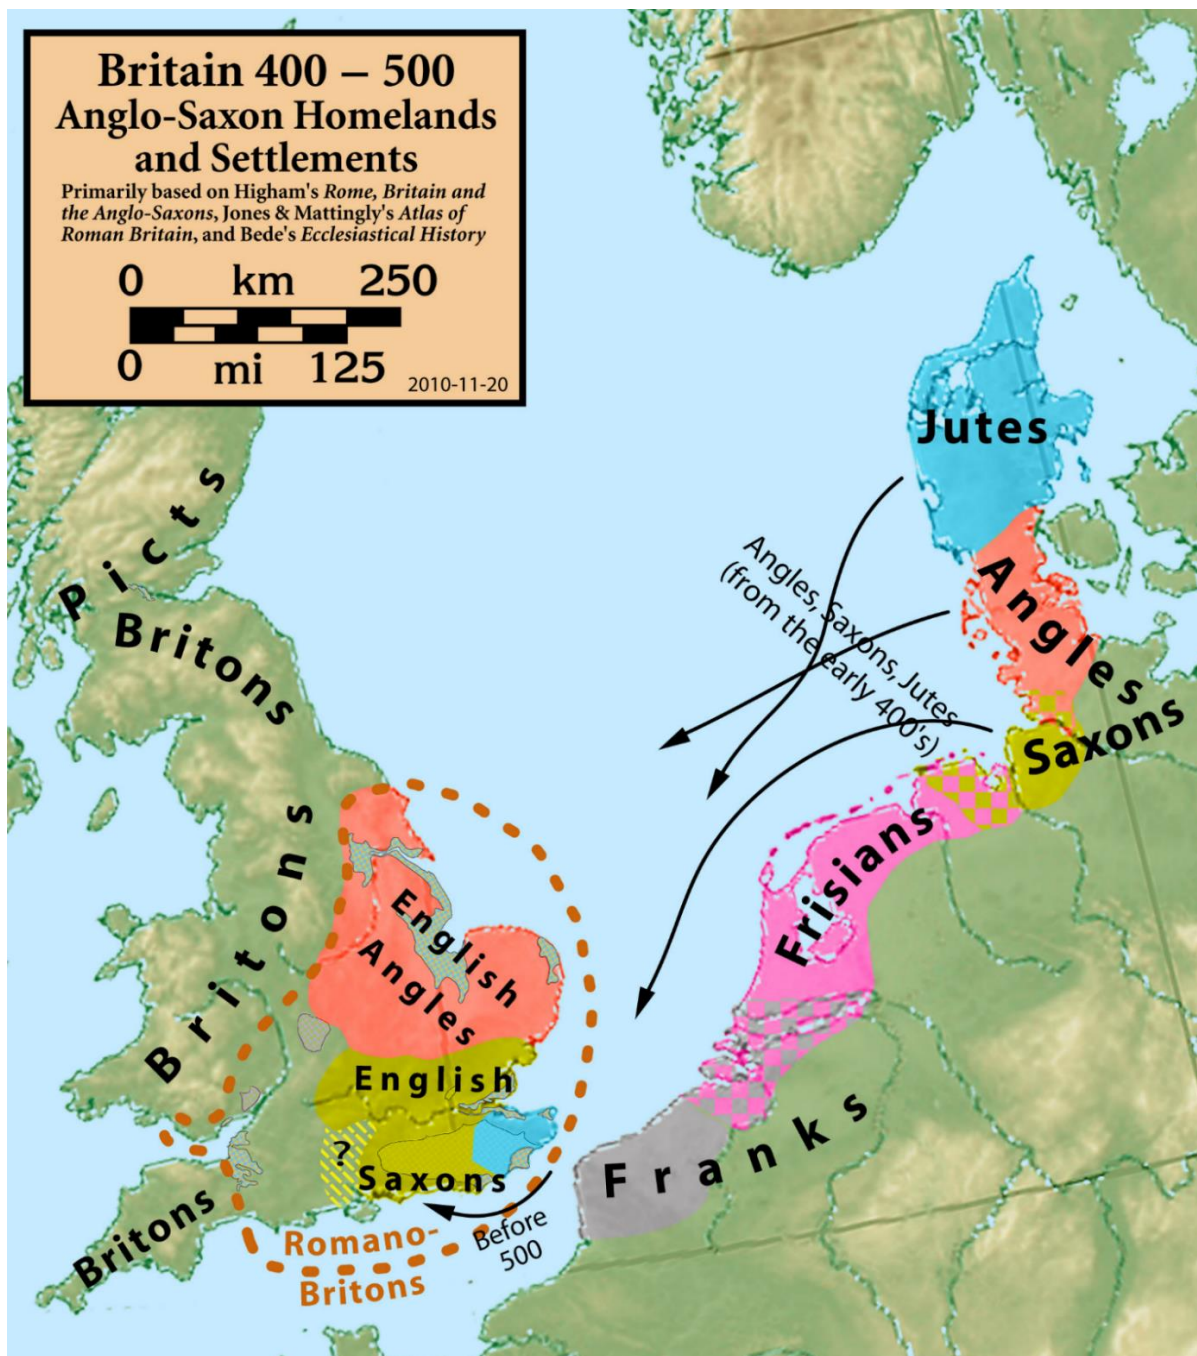 Britain 400 – 500
Anglo-Saxon Homelands
and Settlements
Primarily based on Higham's Rome, Britain and
the Anglo-Saxons, Jones & Mattingly's Atlas of
Roman Britain, and Bede's Ecclesiastical History
0 km 250
0 mi 125
2010-11-20
Jutes
Picts
Angles, Saxons, Jutes
(from the early 400's)
Angles
Britons
Saxons
Frisians
Britons
English
Angles
English
?
Saxons
Franks
Britons
Before
500
Romano-
Britons